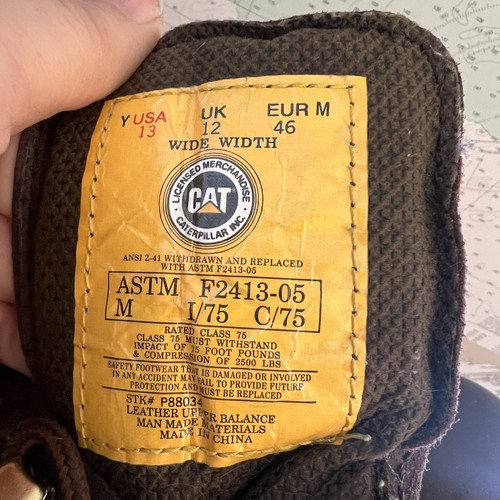 Y USA UK EUR M
13 12 46
WIDE WIDTH
LICENSED MERCHANDISE
CAT
CATERPILLAR INC.
ANSI Z-41 WITHDRAWN AND REPLACED
WITH ASTM F2413-05
ASTM F2413-05
M I/75 C/75
RATED CLASS 75
CLASS 75 MUST WITHSTAND
IMPACT OF 75 FOOT POUNDS
& COMPRESSION OF 2500 LBS
SAFETY FOOTWEAR THAT IS DAMAGED OR INVOLVED
IN ANY ACCIDENT MAY FAIL TO PROVIDE FUTURE
PROTECTION AND MUST BE REPLACED
STK# P88034
LEATHER UPPER BALANCE
MAN MADE MATERIALS
MADE IN CHINA